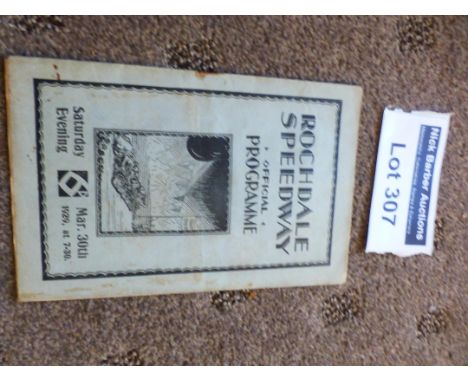 ROCHDALE
SPEEDWAY
OFFICIAL
PROGRAMME
Saturday Mar. 30th
Evening 1929, at 7-30.
Nick Barber Auctions
Lot 307